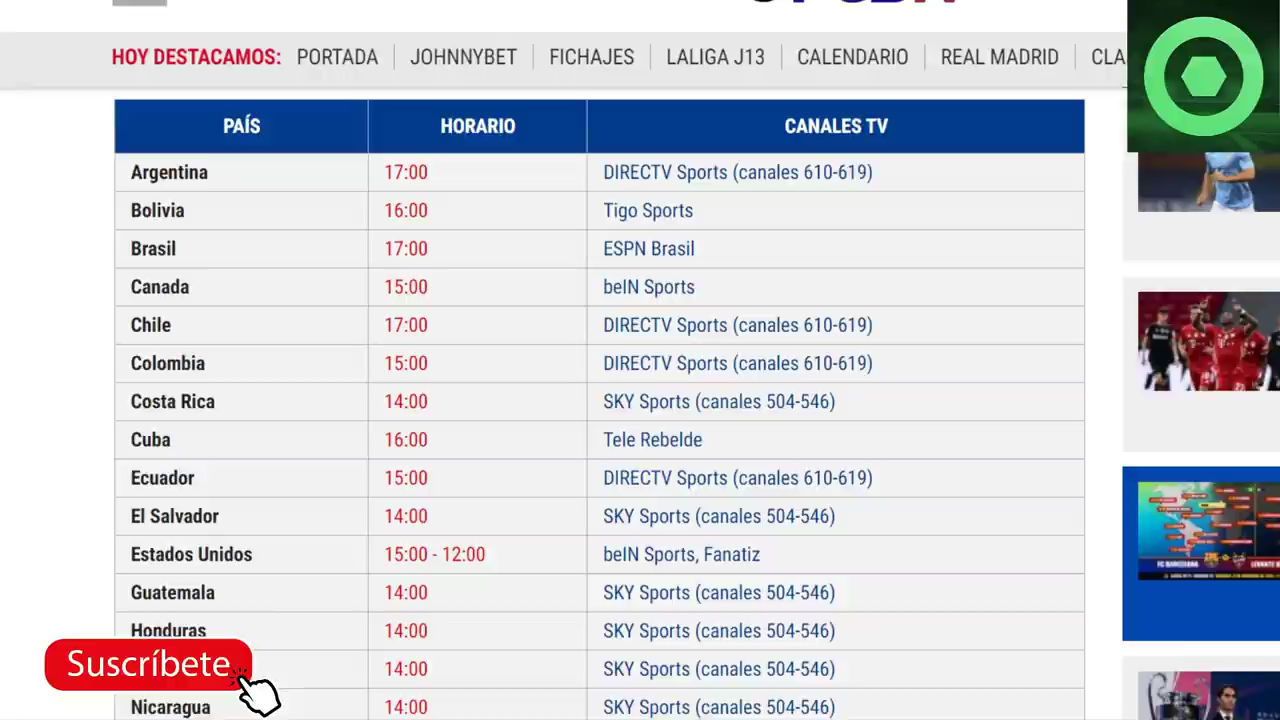 HOY DESTACAMOS: PORTADA JOHNNYBET FICHAJES LALIGA J13 CALENDARIO REAL MADRID CLA
PAÍS HORARIO CANALES TV
Argentina 17:00 DIRECTV Sports (canales 610-619)
Bolivia 16:00 Tigo Sports
Brasil 17:00 ESPN Brasil
Canada 15:00 beIN Sports
Chile 17:00 DIRECTV Sports (canales 610-619)
Colombia 15:00 DIRECTV Sports (canales 610-619)
Costa Rica 14:00 SKY Sports (canales 504-546)
Cuba 16:00 Tele Rebelde
Ecuador 15:00 DIRECTV Sports (canales 610-619)
El Salvador 14:00 SKY Sports (canales 504-546)
Estados Unidos 15:00 - 12:00 beIN Sports, Fanatiz
Guatemala 14:00 SKY Sports (canales 504-546)
Honduras 14:00 SKY Sports (canales 504-546)
14:00 SKY Sports (canales 504-546)
Nicaragua 14:00 SKY Sports (canales 504-546)
Suscríbete
FC BARCELONA LEVANTE